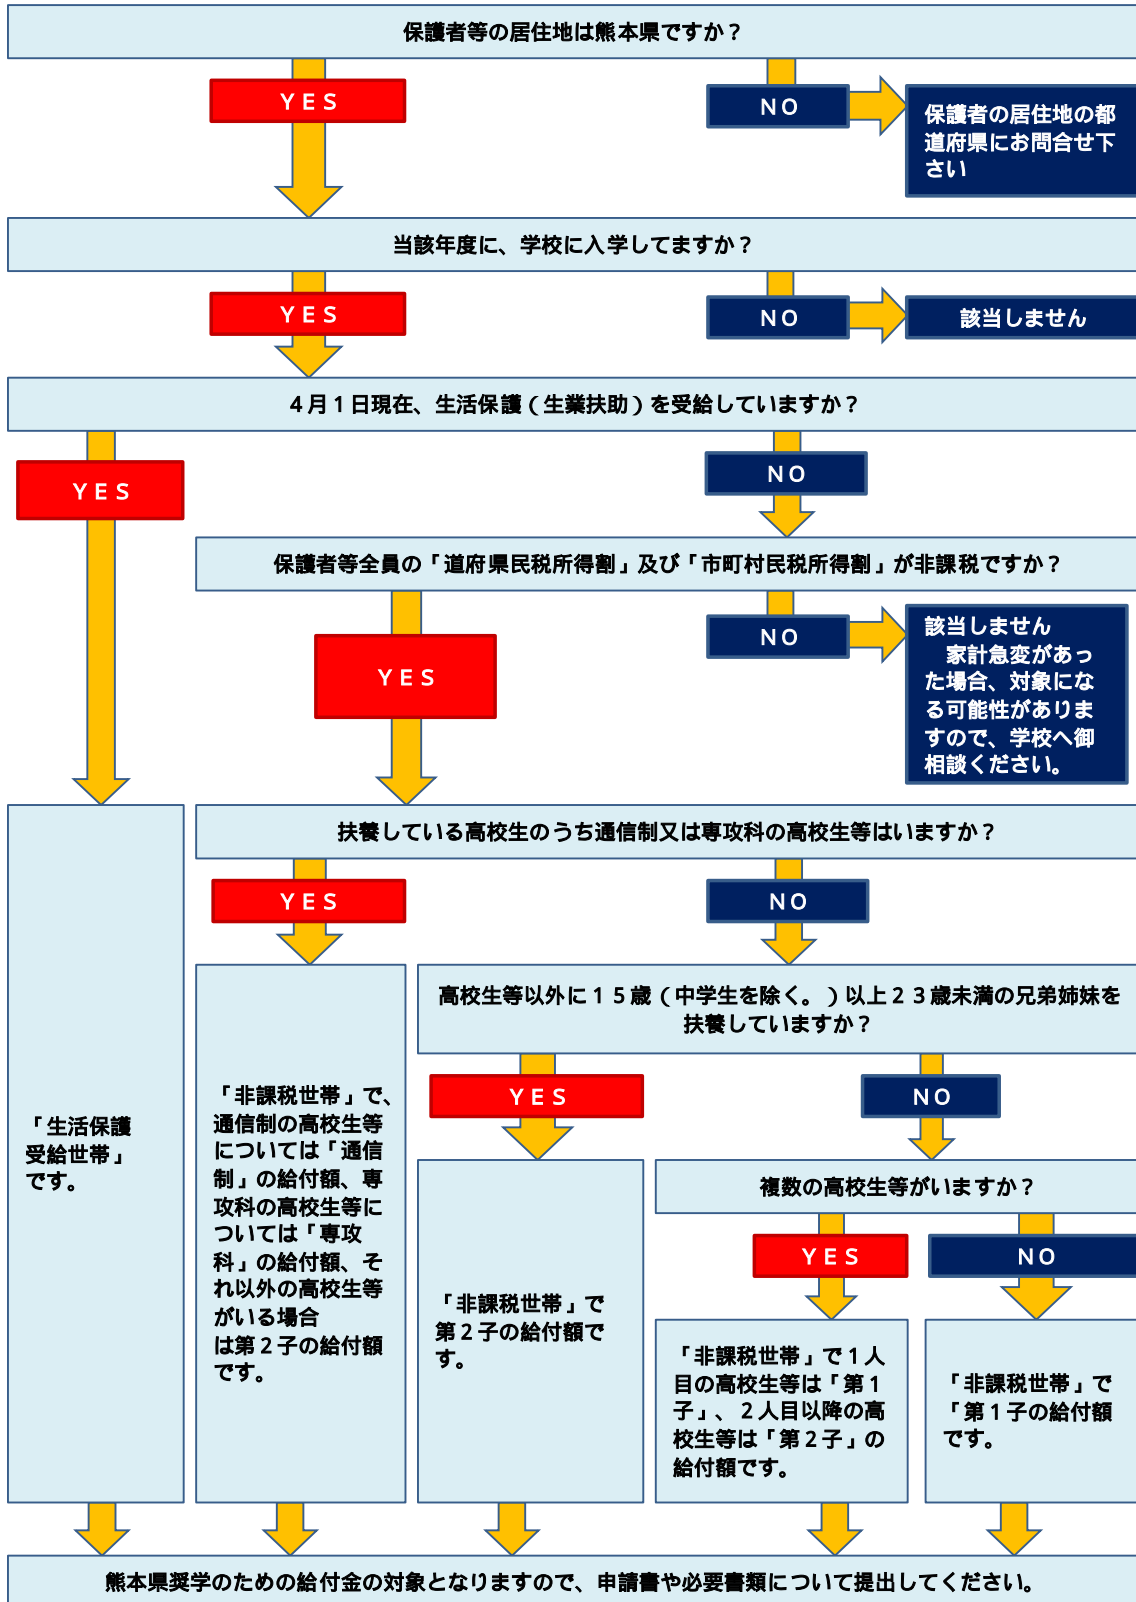 保護者等の居住地は熊本県ですか？
ＹＥＳ
ＮＯ
保護者の居住地の都
道府県にお問合せ下
さい
当該年度に、学校に入学してますか？
ＹＥＳ
ＮＯ
該当しません
４月１日現在、生活保護（生業扶助）を受給していますか？
ＹＥＳ
ＮＯ
保護者等全員の「道府県民税所得割」及び「市町村民税所得割」が非課税ですか？
ＹＥＳ
ＮＯ
該当しません
　家計急変があっ
た場合、対象にな
る可能性がありま
すので、学校へ御
相談ください。
扶養している高校生のうち通信制又は専攻科の高校生等はいますか？
ＹＥＳ
ＮＯ
高校生等以外に１５歳（中学生を除く。）以上２３歳未満の兄弟姉妹を
扶養していますか？
ＹＥＳ
ＮＯ
「生活保護
受給世帯」
です。
「非課税世帯」で、
通信制の高校生等
については「通信
制」の給付額、専
攻科の高校生等に
ついては「専攻
科」の給付額、そ
れ以外の高校生等
がいる場合
は第２子の給付額
です。
「非課税世帯」で
第２子の給付額で
す。
複数の高校生等がいますか？
ＹＥＳ
ＮＯ
「非課税世帯」で１人
目の高校生等は「第１
子」、２人目以降の高
校生等は「第２子」の
給付額です。
「非課税世帯」で
「第１子の給付額
です。
熊本県奨学のための給付金の対象となりますので、申請書や必要書類について提出してください。